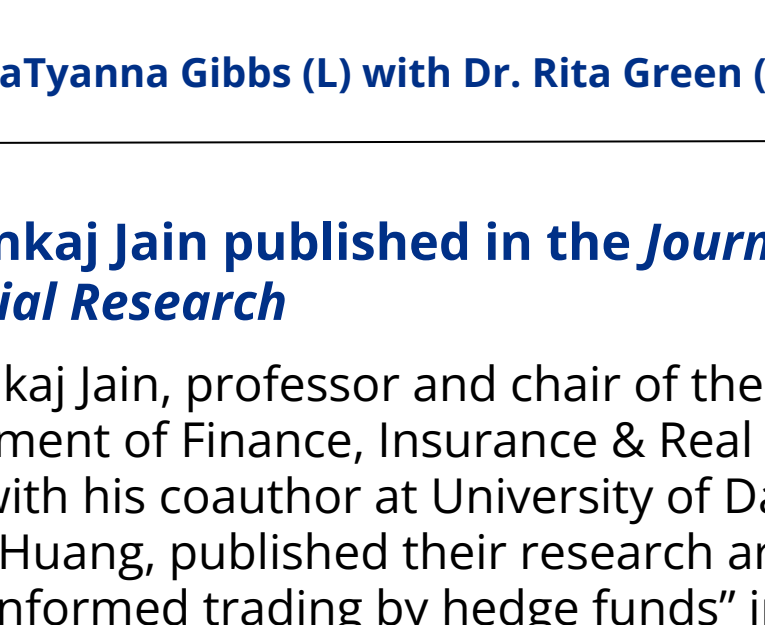 aTyanna Gibbs (L) with Dr. Rita Green (
nkaj Jain published in the Journ
ial Research
kaj Jain, professor and chair of the
ment of Finance, Insurance & Real
with his coauthor at University of Da
Huang, published their research ar
nformed trading by hedge funds” in